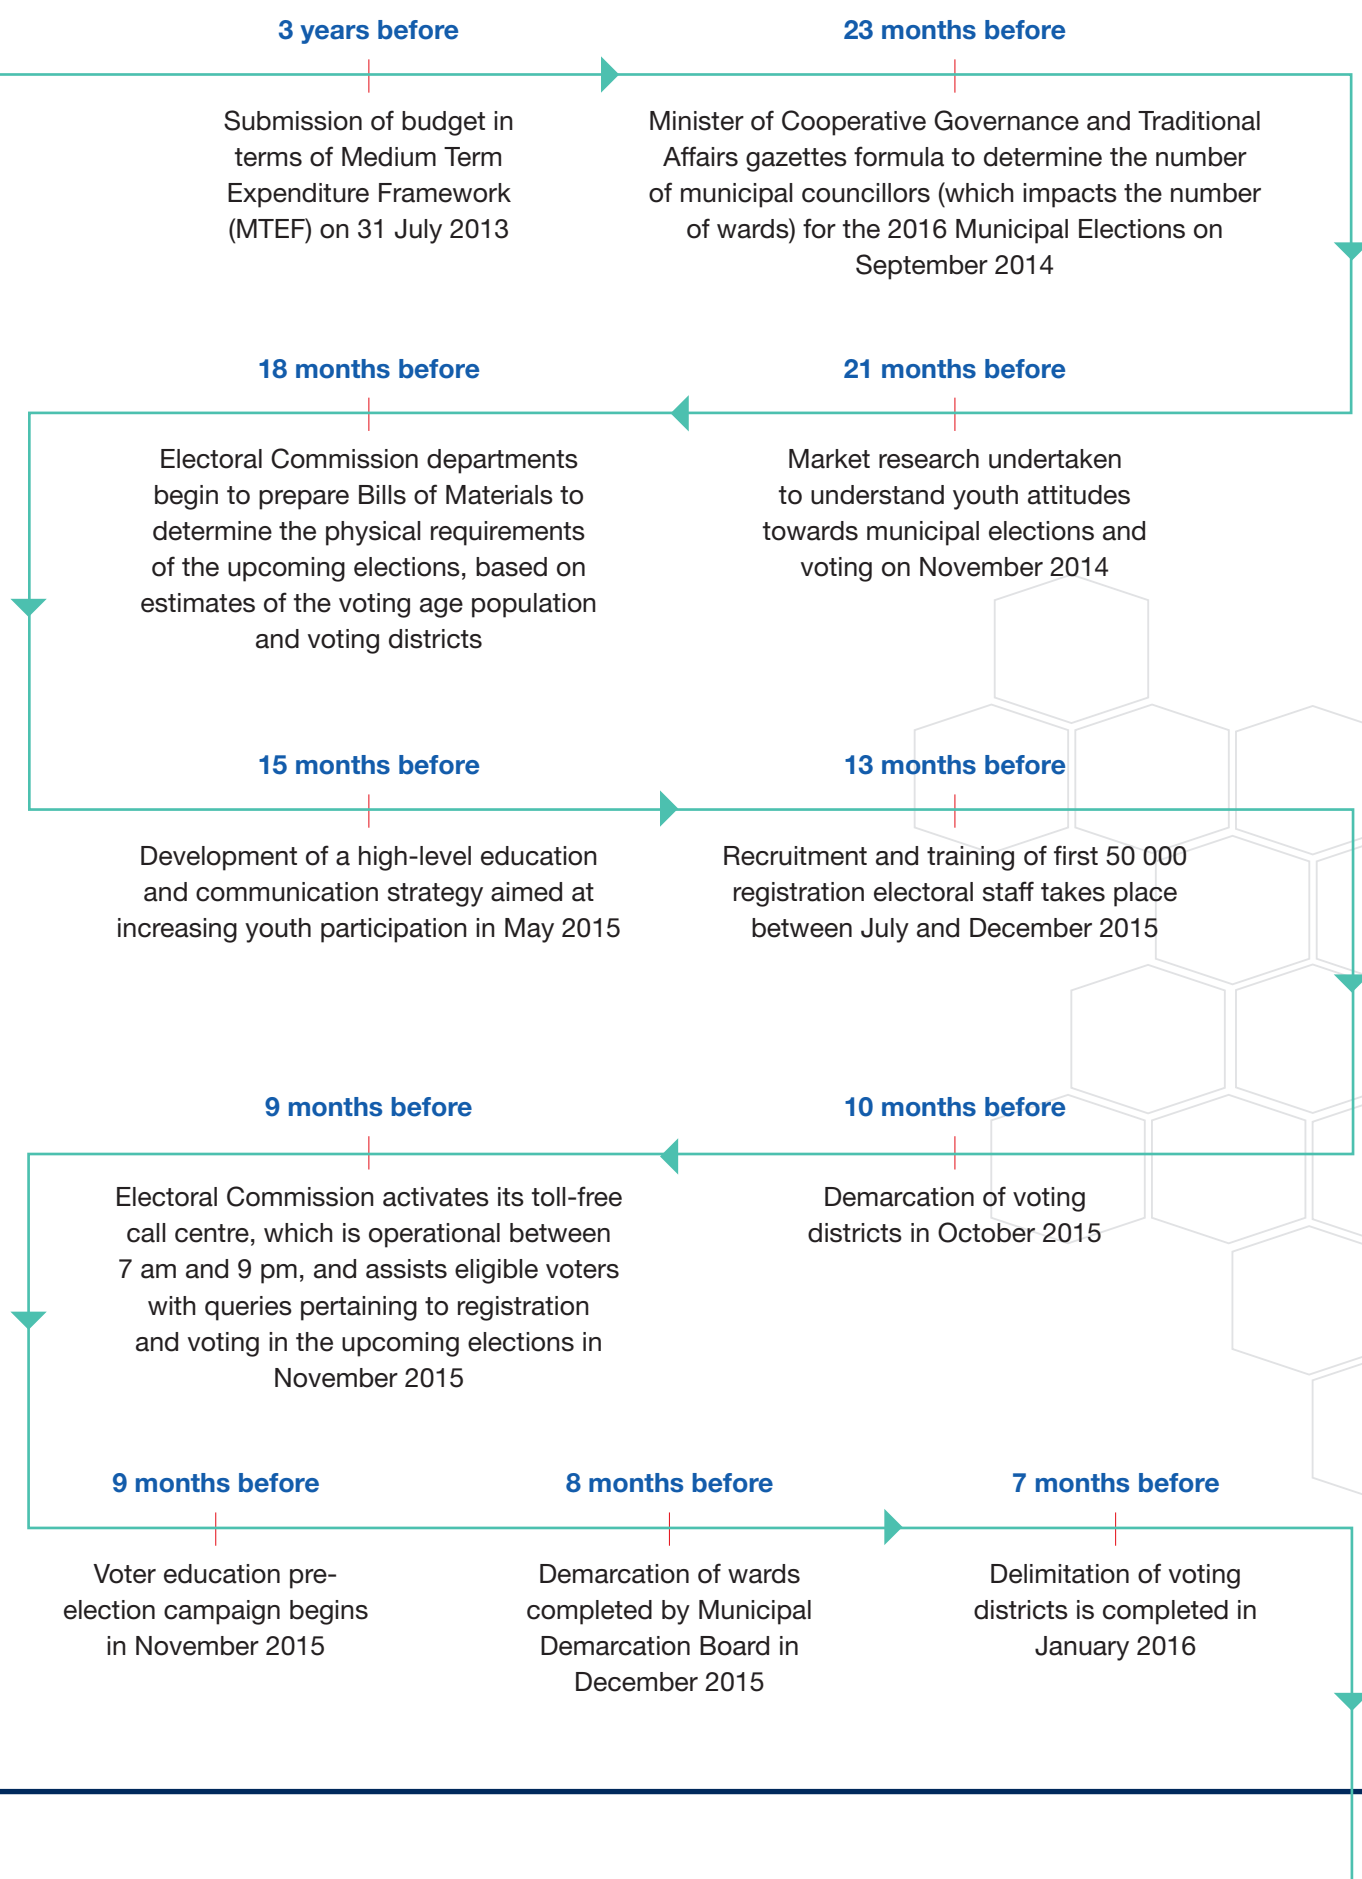 3 years before
Submission of budget in
terms of Medium Term
Expenditure Framework
(MTEF) on 31 July 2013
23 months before
Minister of Cooperative Governance and Traditional
Affairs gazettes formula to determine the number
of municipal councillors (which impacts the number
of wards) for the 2016 Municipal Elections on
September 2014
21 months before
Market research undertaken
to understand youth attitudes
towards municipal elections and
voting on November 2014
18 months before
Electoral Commission departments
begin to prepare Bills of Materials to
determine the physical requirements
of the upcoming elections, based on
estimates of the voting age population
and voting districts
15 months before
Development of a high-level education
and communication strategy aimed at
increasing youth participation in May 2015
13 months before
Recruitment and training of first 50 000
registration electoral staff takes place
between July and December 2015
10 months before
Demarcation of voting
districts in October 2015
9 months before
Electoral Commission activates its toll-free
call centre, which is operational between
7 am and 9 pm, and assists eligible voters
with queries pertaining to registration
and voting in the upcoming elections in
November 2015
9 months before
Voter education pre-
election campaign begins
in November 2015
8 months before
Demarcation of wards
completed by Municipal
Demarcation Board in
December 2015
7 months before
Delimitation of voting
districts is completed in
January 2016